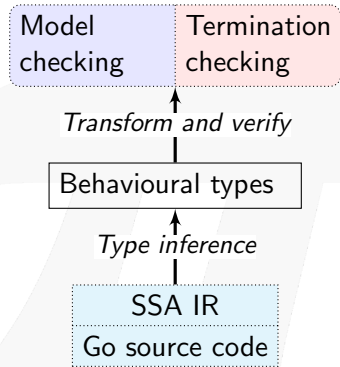 Model
checking
Termination
checking
Transform and verify
Behavioural types
Type inference
SSA IR
Go source code